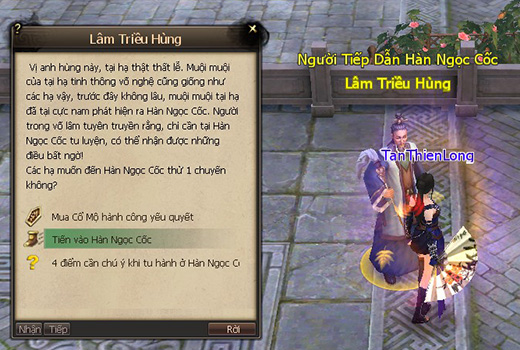 Lâm Triều Hùng
Vị anh hùng này, tại hạ thật thất lễ. Muội muội
của tại hạ tinh thông võ nghệ cũng giống như
các hạ vậy, trước đây không lâu, muội muội tại hạ
đã tại cực nam phát hiện ra Hàn Ngọc Cốc. Người
trong võ lâm tuyên truyền rằng, chỉ cần tại Hàn
Ngọc Cốc tu luyện, có thể nhận được những
điều bất ngờ!
Các hạ muốn đến Hàn Ngọc Cốc thử 1 chuyến
không?
Mua Cổ Mộ hành công yếu quyết
Tiến vào Hàn Ngọc Cốc
? 4 điểm cần chú ý khi tu hành ở Hàn Ngọc Cố
Nhận Tiếp Rời
Người Tiếp Dẫn Hàn Ngọc Cốc
Lâm Triều Hùng
TanThienLong